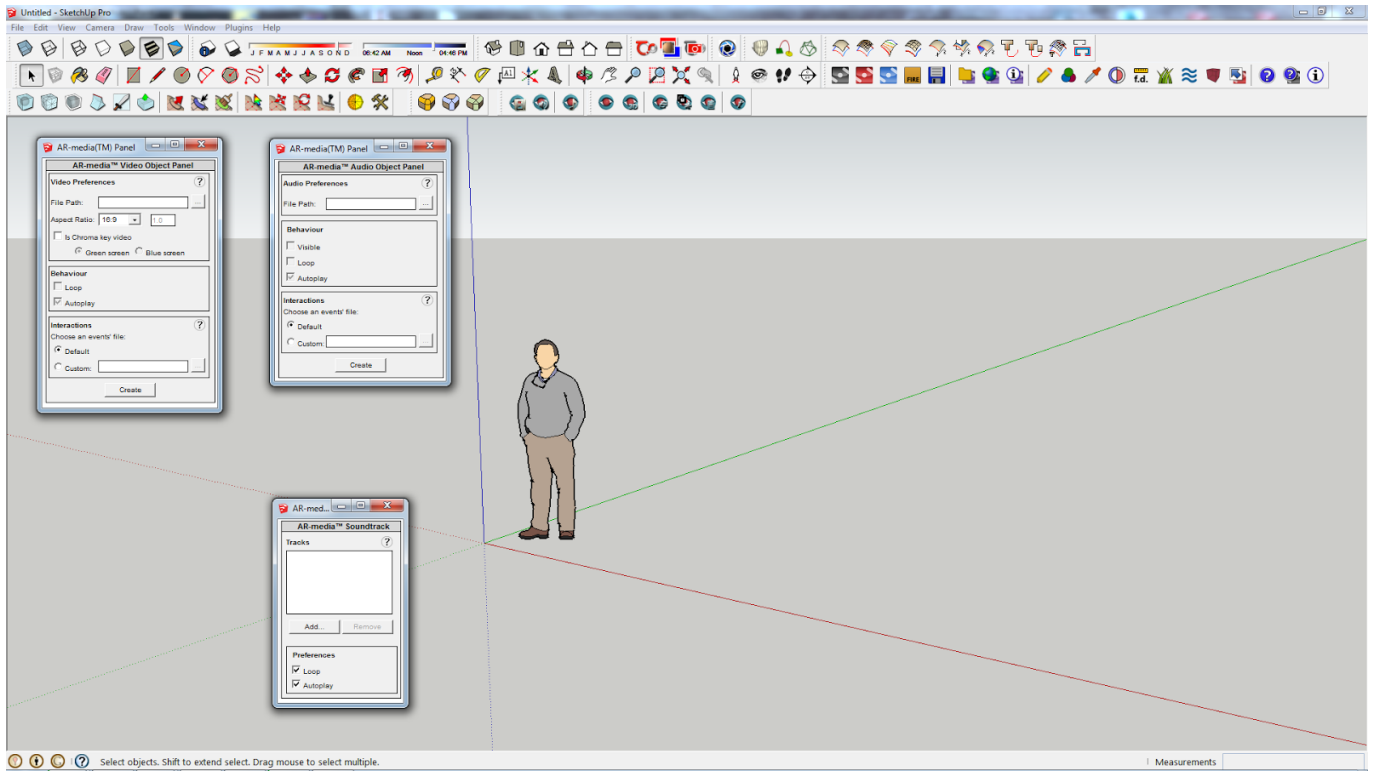 Untitled - SketchUp Pro
File Edit View Camera Draw Tools Window Plugins Help
J F M A M J J A S O N D 06:42 AM Noon 04:46 PM
A1
FIRE
f.d.
AR-media(TM) Panel
AR-media™ Video Object Panel
Video Preferences ?
File Path: ...
Aspect Ratio: 16:9 1.0
Is Chroma key video
Green screen Blue screen
Behaviour
Loop
Autoplay
Interactions ?
Choose an events' file:
Default
Custom: ...
Create
AR-media(TM) Panel
AR-media™ Audio Object Panel
Audio Preferences ?
File Path: ...
Behaviour
Visible
Loop
Autoplay
Interactions ?
Choose an events' file:
Default
Custom: ...
Create
AR-med...
AR-media™ Soundtrack
Tracks ?
Add... Remove
Preferences
Loop
Autoplay
Select objects. Shift to extend select. Drag mouse to select multiple.
Measurements